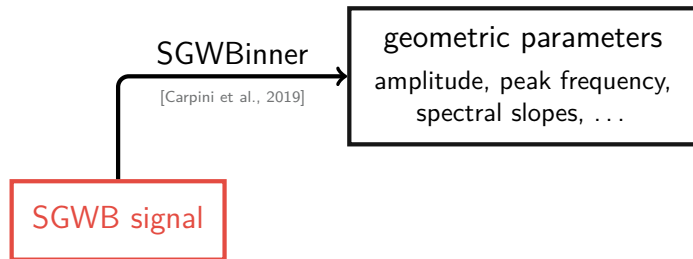 SGWBinner
[Carpini et al., 2019]
geometric parameters
amplitude, peak frequency,
spectral slopes, ...
SGWB signal